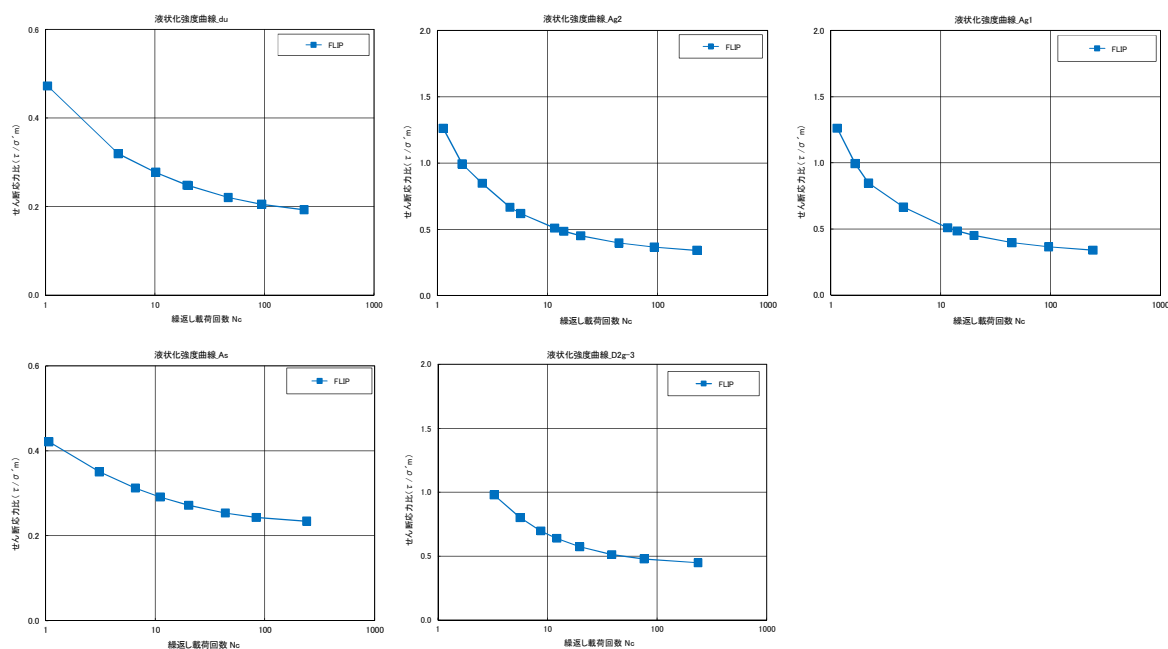 液状化強度曲線_du
FLIP
せん断応力比(τ/σ'm)
0.6
0.4
0.2
0.0
1
10
100
1000
繰返し載荷回数 Nc
液状化強度曲線_Ag2
FLIP
せん断応力比(τ/σ'm)
2.0
1.5
1.0
0.5
0.0
1
10
100
1000
繰返し載荷回数 Nc
液状化強度曲線_Ag1
FLIP
せん断応力比(τ/σ'm)
2.0
1.5
1.0
0.5
0.0
1
10
100
1000
繰返し載荷回数 Nc
液状化強度曲線_As
FLIP
せん断応力比(τ/σ'm)
0.6
0.4
0.2
0.0
1
10
100
1000
繰返し載荷回数 Nc
液状化強度曲線_D2g-3
FLIP
せん断応力比(τ/σ'm)
2.0
1.5
1.0
0.5
0.0
1
10
100
1000
繰返し載荷回数 Nc